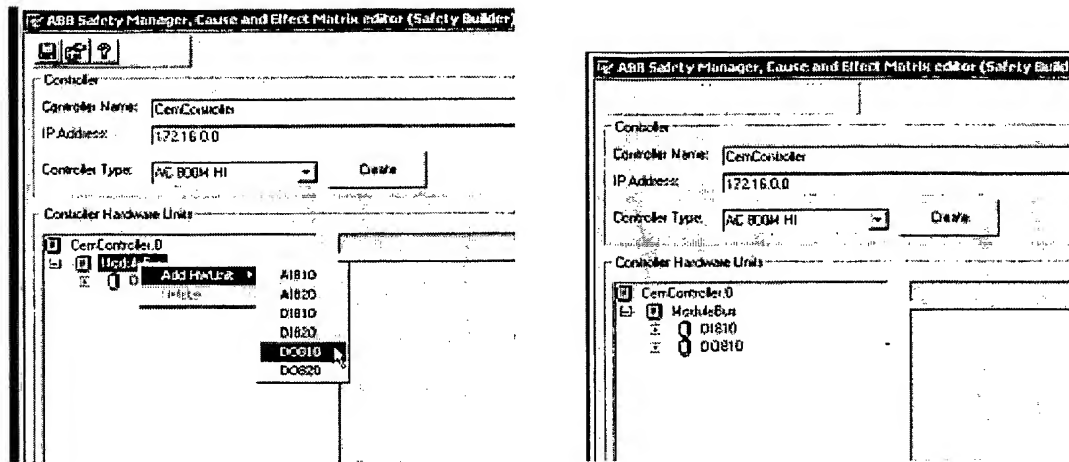 ABB Safety Manager, Cause and Effect Matrix editor (Safety Builder)
Controller
Controller Name: CemController
IP Address: 172.16.0.0
Controller Type: AC 800M HI Create
Controller Hardware Units
CemController.0
ModuleB
D
Add HwUnit
Delete
AI810
AI820
DI810
DI820
DO810
DO820
ABB Safety Manager, Cause and Effect Matrix editor (Safety Build
Controller
Controller Name: CemController
IP Address: 172.16.0.0
Controller Type: AC 800M HI Create
Controller Hardware Units
CemController.0
ModuleBus
DI810
DO810